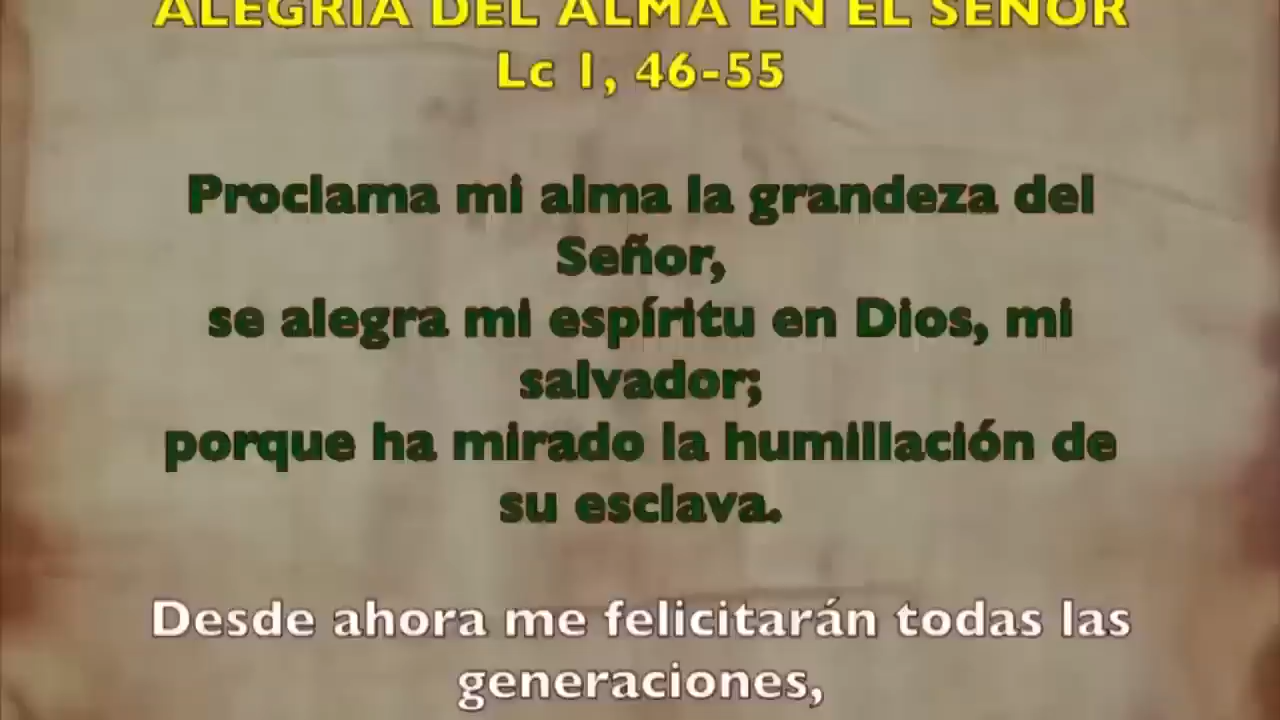 ALEGRIA DEL ALMA EN EL SEÑOR
Lc 1, 46-55
Proclama mi alma la grandeza del
Señor,
se alegra mi espíritu en Dios, mi
salvador;
porque ha mirado la humillación de
su esclava.
Desde ahora me felicitarán todas las
generaciones,